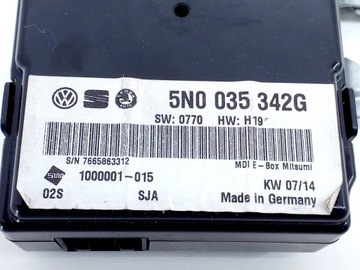 5N0 035 342G
SW: 0770 HW: H19
S/N 7665863312
MDI E-Box Mitsumi
1000001-015
KW 07/14
02S
SJA
Made in Germany